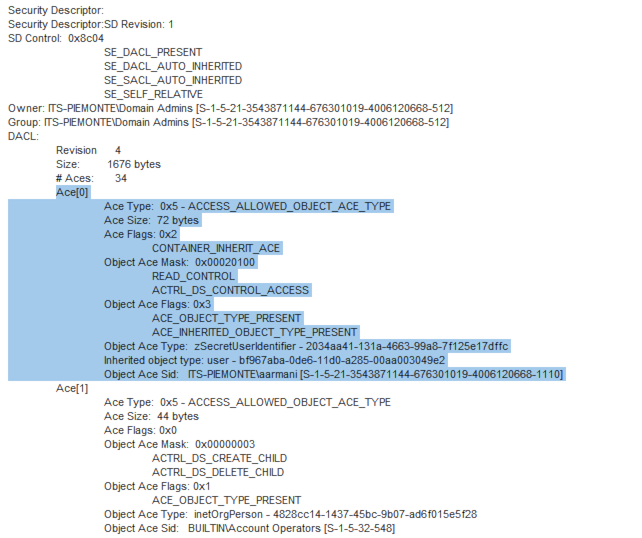 Security Descriptor:
Security Descriptor:SD Revision: 1
SD Control: 0x8c04
SE_DACL_PRESENT
SE_DACL_AUTO_INHERITED
SE_SACL_AUTO_INHERITED
SE_SELF_RELATIVE
Owner: ITS-PIEMONTE\Domain Admins [S-1-5-21-3543871144-676301019-4006120668-512]
Group: ITS-PIEMONTE\Domain Admins [S-1-5-21-3543871144-676301019-4006120668-512]
DACL:
Revision 4
Size: 1676 bytes
# Aces: 34
Ace[0]
Ace Type: 0x5 - ACCESS_ALLOWED_OBJECT_ACE_TYPE
Ace Size: 72 bytes
Ace Flags: 0x2
CONTAINER_INHERIT_ACE
Object Ace Mask: 0x00020100
READ_CONTROL
ACTRL_DS_CONTROL_ACCESS
Object Ace Flags: 0x3
ACE_OBJECT_TYPE_PRESENT
ACE_INHERITED_OBJECT_TYPE_PRESENT
Object Ace Type: zSecretUserIdentifier - 2034aa41-131a-4663-99a8-7f125e17dffc
Inherited object type: user - bf967aba-0de6-11d0-a285-00aa003049e2
Object Ace Sid: ITS-PIEMONTE\aarmani [S-1-5-21-3543871144-676301019-4006120668-1110]
Ace[1]
Ace Type: 0x5 - ACCESS_ALLOWED_OBJECT_ACE_TYPE
Ace Size: 44 bytes
Ace Flags: 0x0
Object Ace Mask: 0x00000003
ACTRL_DS_CREATE_CHILD
ACTRL_DS_DELETE_CHILD
Object Ace Flags: 0x1
ACE_OBJECT_TYPE_PRESENT
Object Ace Type: inetOrgPerson - 4828cc14-1437-45bc-9b07-ad6f015e5f28
Object Ace Sid: BUILTIN\Account Operators [S-1-5-32-548]